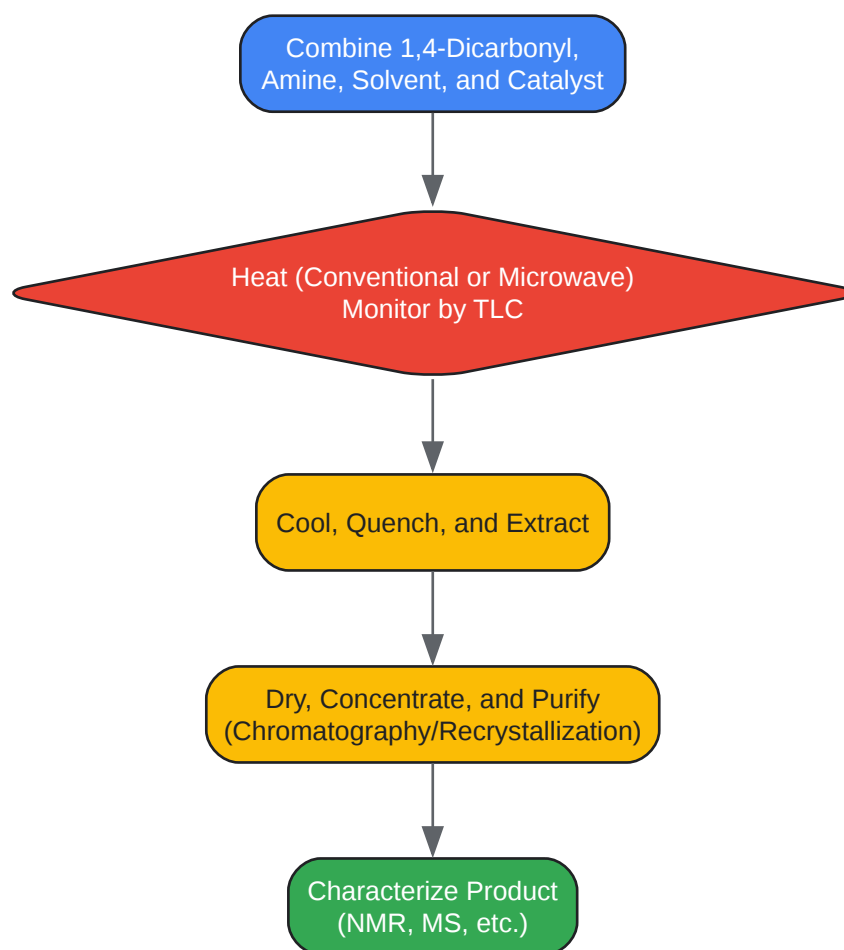 Combine 1,4-Dicarbonyl,
Amine, Solvent, and Catalyst
Heat (Conventional or Microwave)
Monitor by TLC
Cool, Quench, and Extract
Dry, Concentrate, and Purify
(Chromatography/Recrystallization)
Characterize Product
(NMR, MS, etc.)